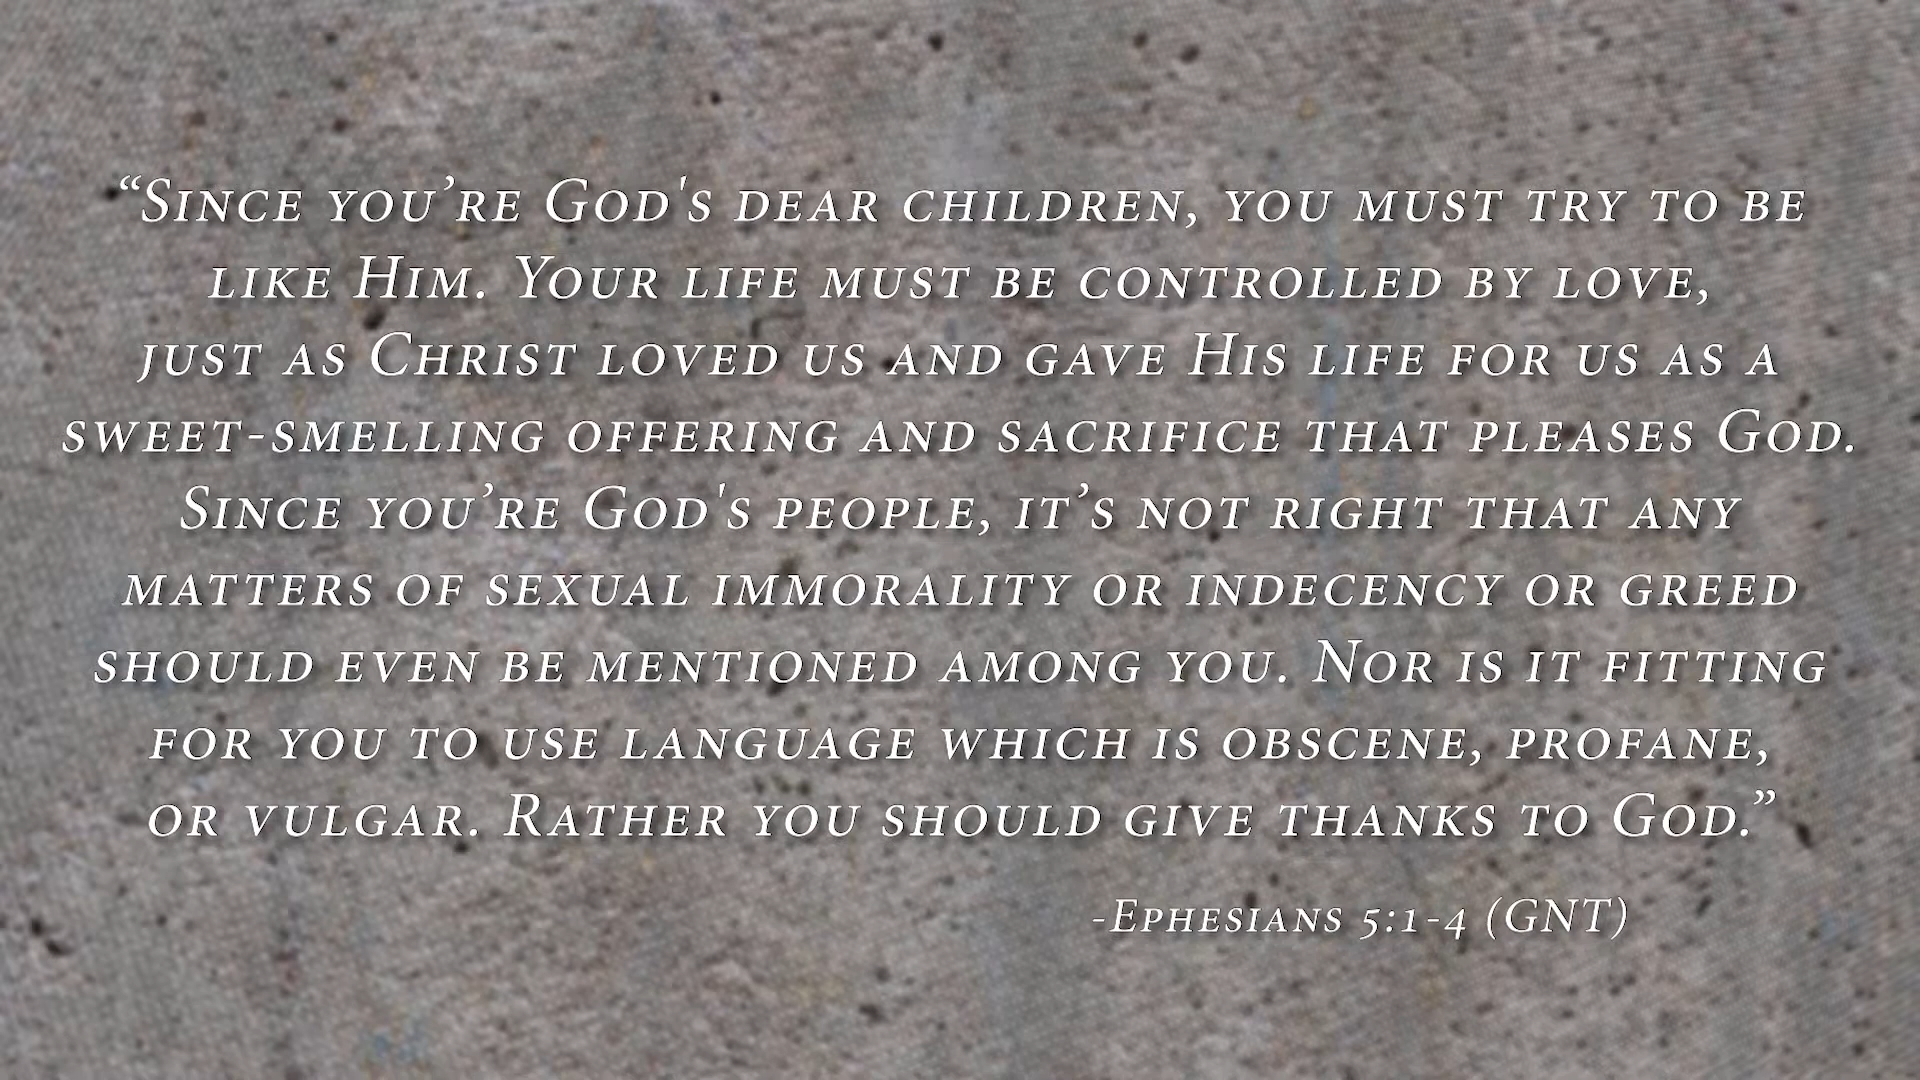 “Since you’re God's dear children, you must try to be
like Him. Your life must be controlled by love,
just as Christ loved us and gave His life for us as a
sweet-smelling offering and sacrifice that pleases God.
Since you’re God's people, it’s not right that any
matters of sexual immorality or indecency or greed
should even be mentioned among you. Nor is it fitting
for you to use language which is obscene, profane,
or vulgar. Rather you should give thanks to God.”
-Ephesians 5:1-4 (GNT)